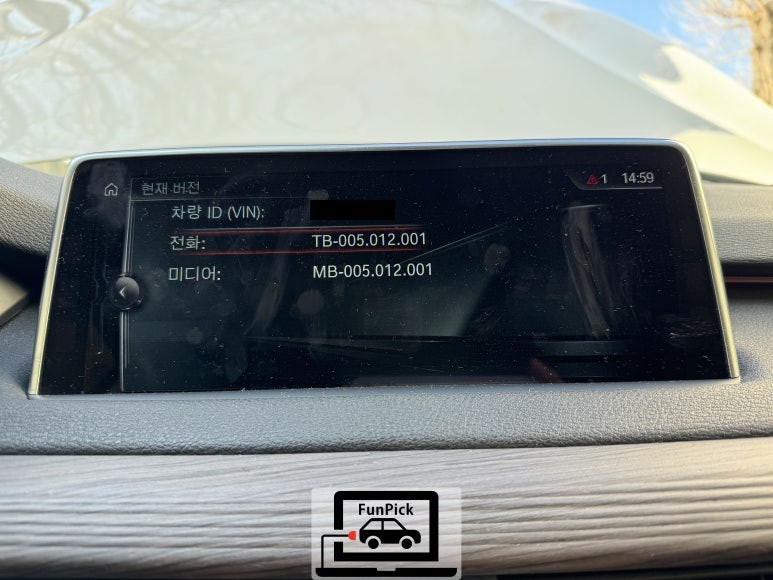 현재 버전
1 14:59
차량 ID (VIN):
전화: TB-005.012.001
미디어: MB-005.012.001
FunPick